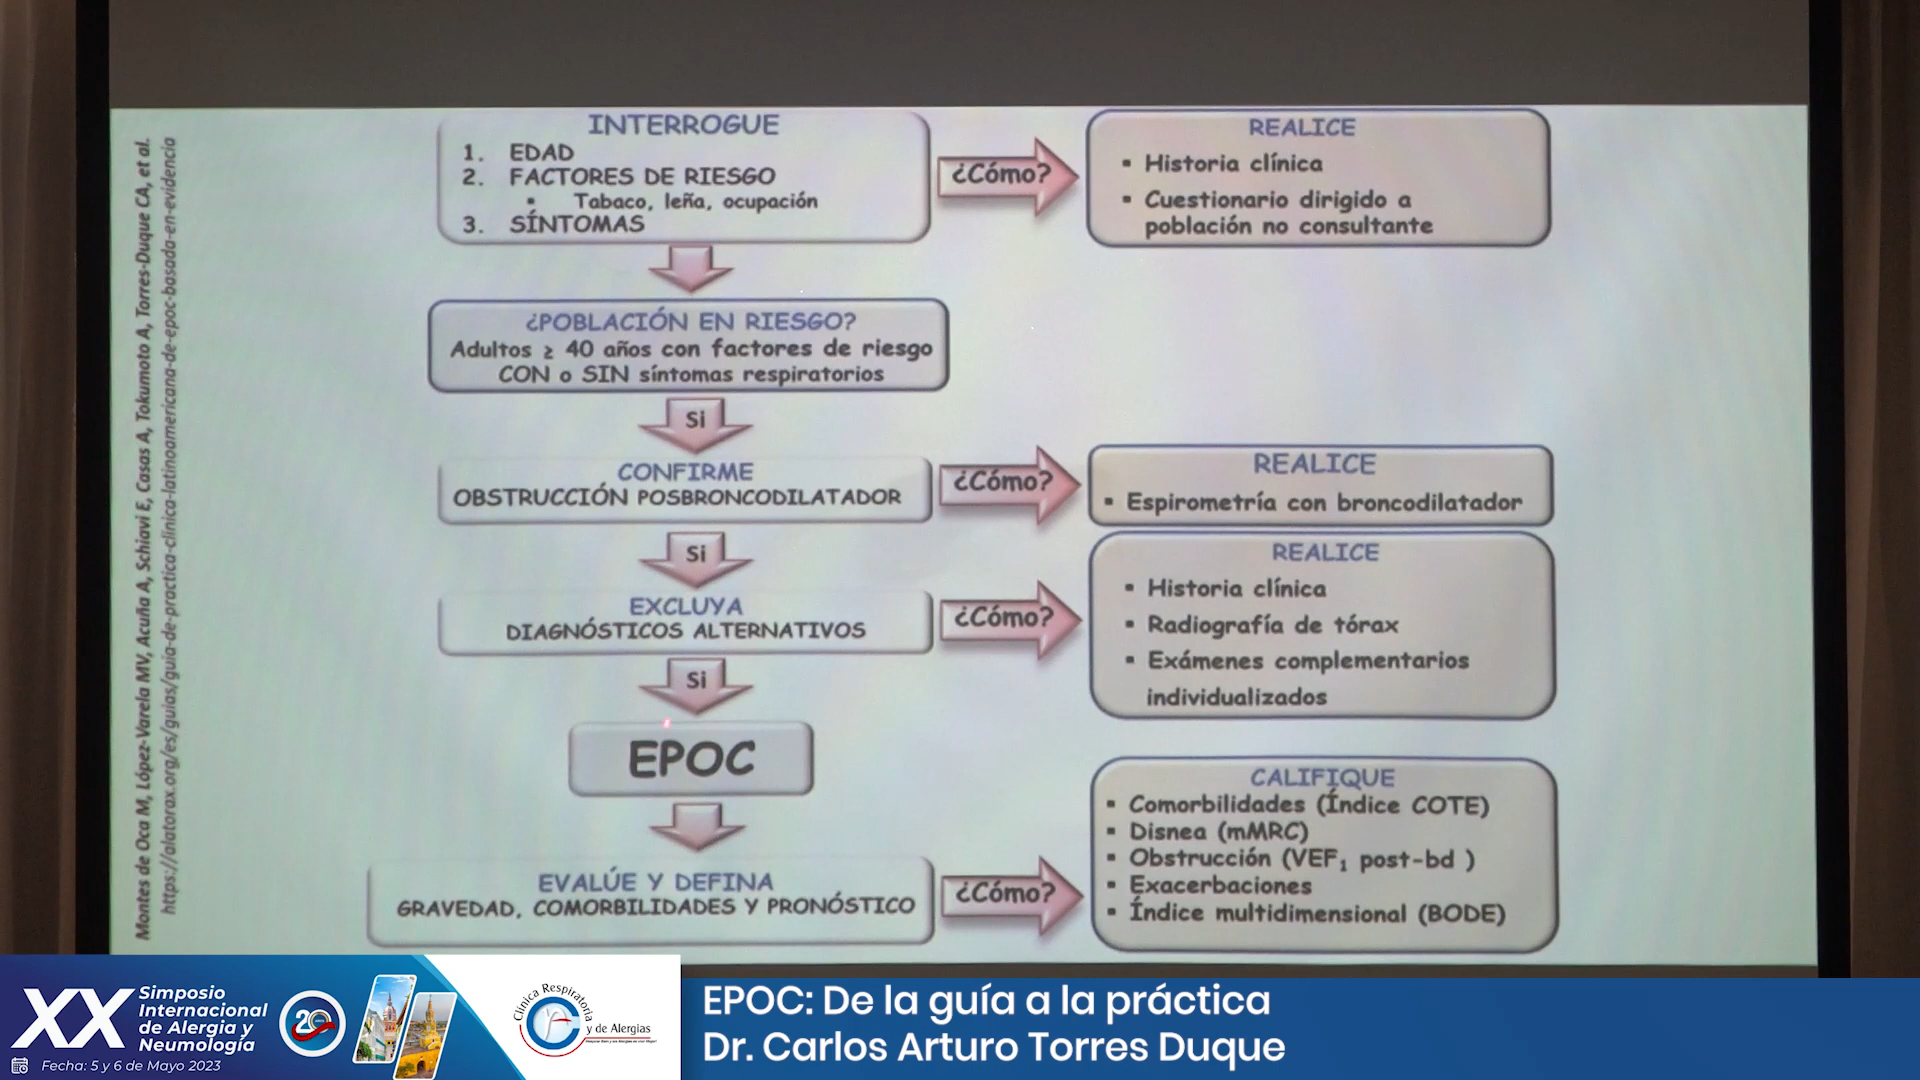 Montes de Oca M, López-Varela MV, Acuña A, Schiavi E, Casas A, Tokumoto A, Torres-Duque CA, et al.
https://alatorax.org/es/guias/guia-de-practica-clinica-latinoamericana-de-epoc-basada-en-evidencia
INTERROGUE
1. EDAD
2. FACTORES DE RIESGO
▪ Tabaco, leña, ocupación
3. SÍNTOMAS
¿Cómo?
REALICE
▪ Historia clínica
▪ Cuestionario dirigido a
población no consultante
¿POBLACIÓN EN RIESGO?
Adultos ≥ 40 años con factores de riesgo
CON o SIN síntomas respiratorios
Si
CONFIRME
OBSTRUCCIÓN POSBRONCODILATADOR
¿Cómo?
REALICE
▪ Espirometría con broncodilatador
Si
EXCLUYA
DIAGNÓSTICOS ALTERNATIVOS
¿Cómo?
REALICE
▪ Historia clínica
▪ Radiografía de tórax
▪ Exámenes complementarios
individualizados
Si
EPOC
EVALÚE Y DEFINA
GRAVEDAD, COMORBILIDADES Y PRONÓSTICO
¿Cómo?
CALIFIQUE
▪ Comorbilidades (Índice COTE)
▪ Disnea (mMRC)
▪ Obstrucción (VEF₁ post-bd )
▪ Exacerbaciones
▪ Índice multidimensional (BODE)
XX
Simposio
Internacional
de Alergia y
Neumología
Fecha: 5 y 6 de Mayo 2023
20
Clínica Respiratoria
y de Alergias
EPOC: De la guía a la práctica
Dr. Carlos Arturo Torres Duque